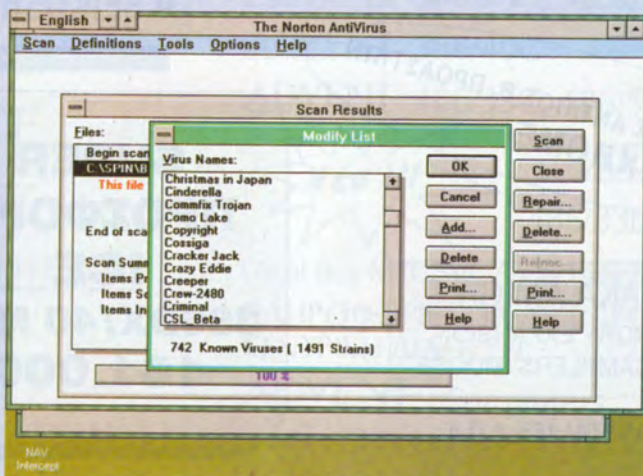 English
The Norton AntiVirus
Scan Definitions Tools Options Help
Scan Results
Files:
Begin scan
C:\SPIN\B
This file
End of sca
Scan Summ
Items Pr
Items Sc
Items In
Modify List
Virus Names:
Christmas in Japan
Cinderella
Commfix Trojan
Como Lake
Copyright
Cossiga
Cracker Jack
Crazy Eddie
Creeper
Crew-2480
Criminal
CSL_Beta
742 Known Viruses ( 1491 Strains)
OK
Cancel
Add...
Delete
Print...
Help
Scan
Close
Repair...
Delete...
Print...
Help
100 %
NAV
Intercept